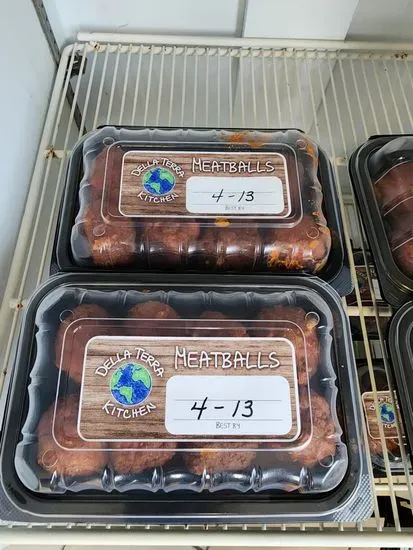 DELLA TERRA
KITCHEN
MEATBALLS
4-13
BEST BY
DELLA TERRA
KITCHEN
MEATBALLS
4-13
BEST BY